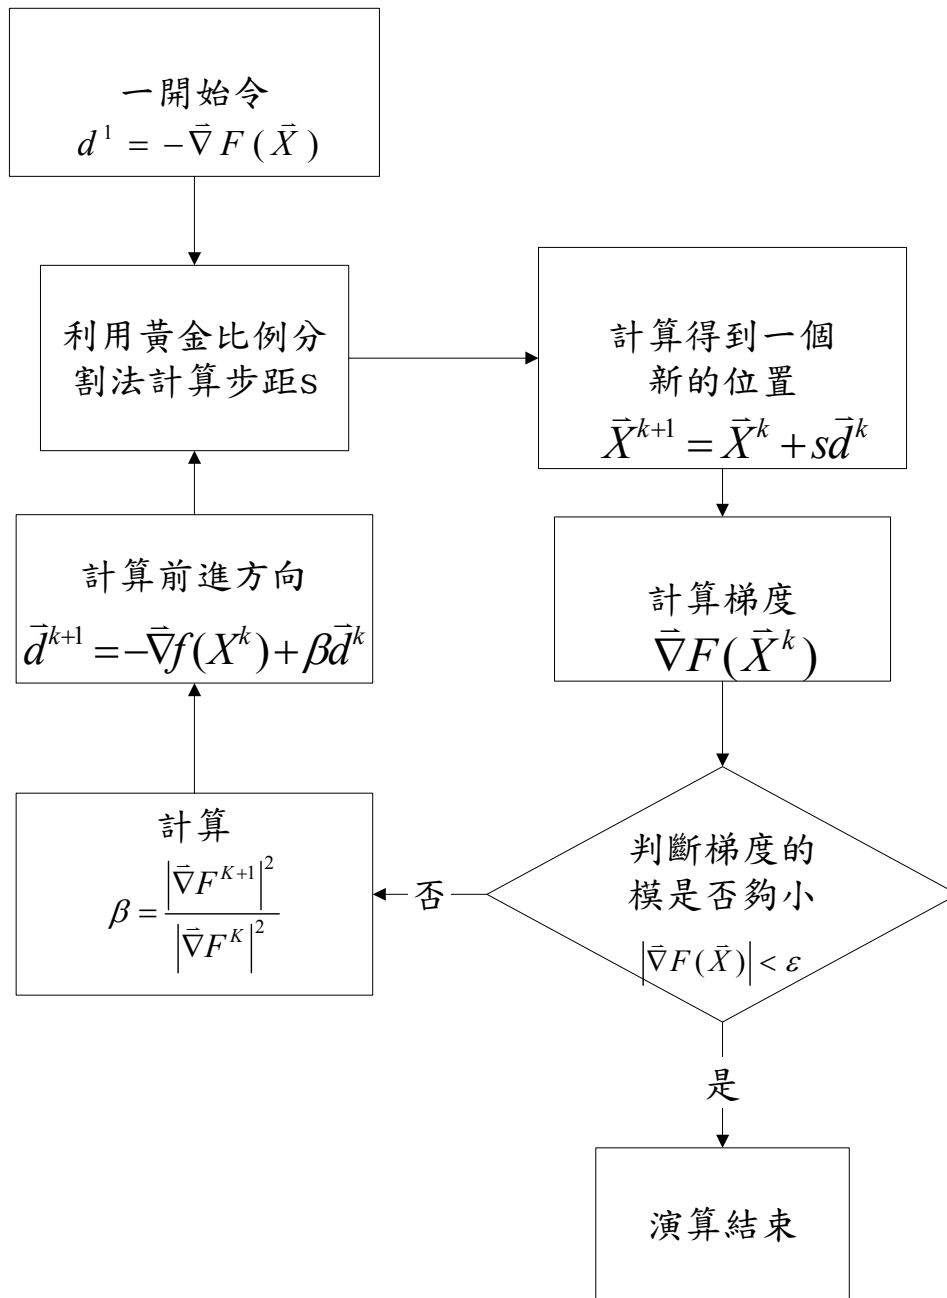 一開始令
d¹ = −∇⃗ F ( X⃗ )
利用黃金比例分
割法計算步距s
計算得到一個
新的位置
X⃗ᵏ⁺¹ = X⃗ᵏ + sd⃗ᵏ
計算梯度
∇⃗F(X⃗ᵏ)
判斷梯度的
模是否夠小
|∇⃗F(X⃗)| < ε
否
計算
β = |∇⃗F^{K+1}|² / |∇⃗F^{K}|²
計算前進方向
d⃗ᵏ⁺¹ = −∇⃗f(Xᵏ) + βd⃗ᵏ
是
演算結束